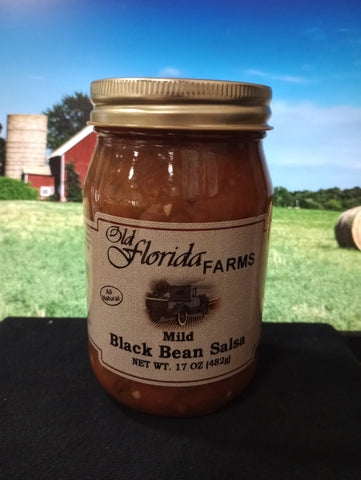 Old
Florida FARMS
All
Natural
Mild
Black Bean Salsa
NET WT. 17 OZ (482g)